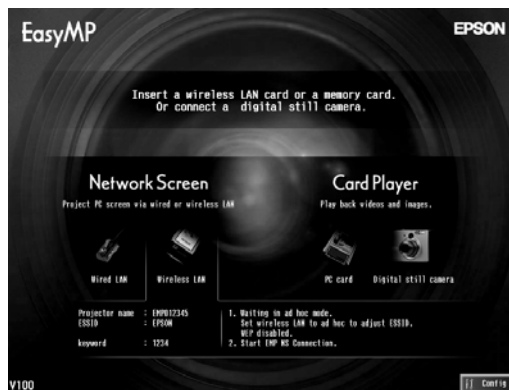 EasyMP
EPSON
Insert a wireless LAN card or a memory card.
Or connect a digital still camera.
Network Screen
Project PC screen via wired or wireless LAN
Wired LAN
Wireless LAN
Card Player
Play back videos and images.
PC card
Digital still camera
Projector name : EMP012345
ESSID : EPSON
keyword : 1234
1. Waiting in ad hoc mode.
Set wireless LAN to ad hoc to adjust ESSID.
WEP disabled.
2. Start EMP NS Connection.
V100
Config